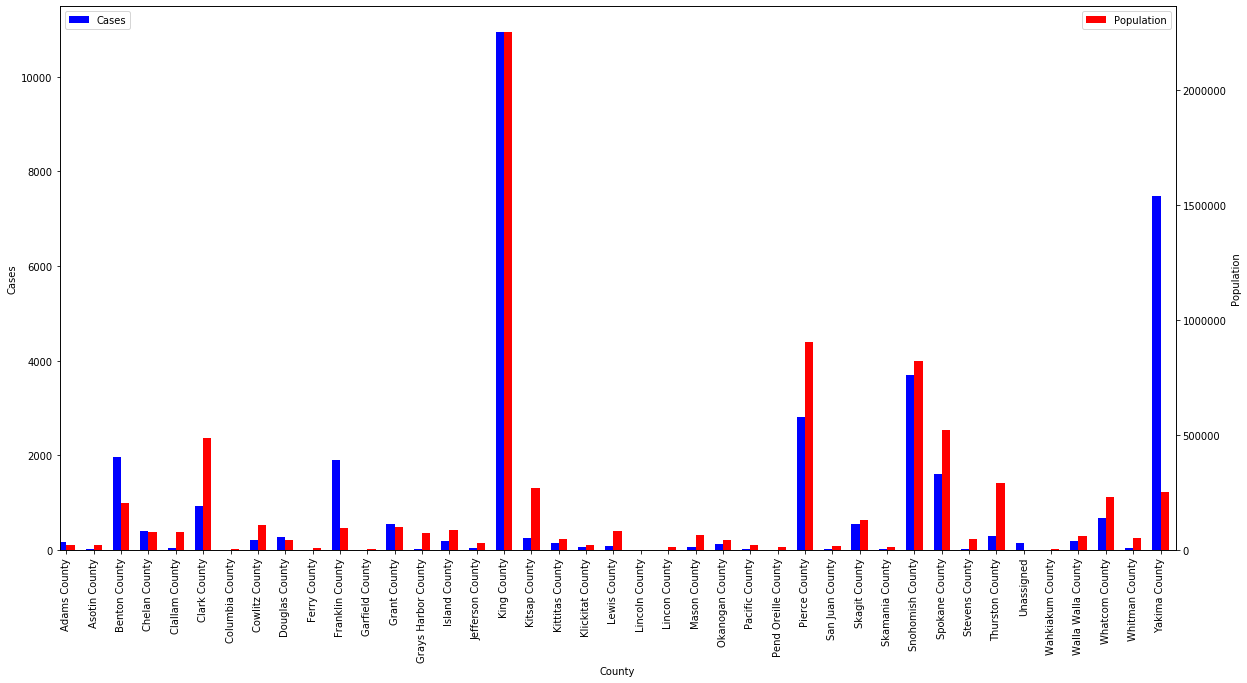 Cases
Population
10000
8000
6000
4000
2000
0
Cases
2000000
1500000
1000000
500000
0
Population
Adams County
Asotin County
Benton County
Chelan County
Clallam County
Clark County
Columbia County
Cowlitz County
Douglas County
Ferry County
Franklin County
Garfield County
Grant County
Grays Harbor County
Island County
Jefferson County
King County
Kitsap County
Kittitas County
Klickitat County
Lewis County
Lincoln County
Lincon County
Mason County
Okanogan County
Pacific County
Pend Oreille County
Pierce County
San Juan County
Skagit County
Skamania County
Snohomish County
Spokane County
Stevens County
Thurston County
Unassigned
Wahkiakum County
Walla Walla County
Whatcom County
Whitman County
Yakima County
County